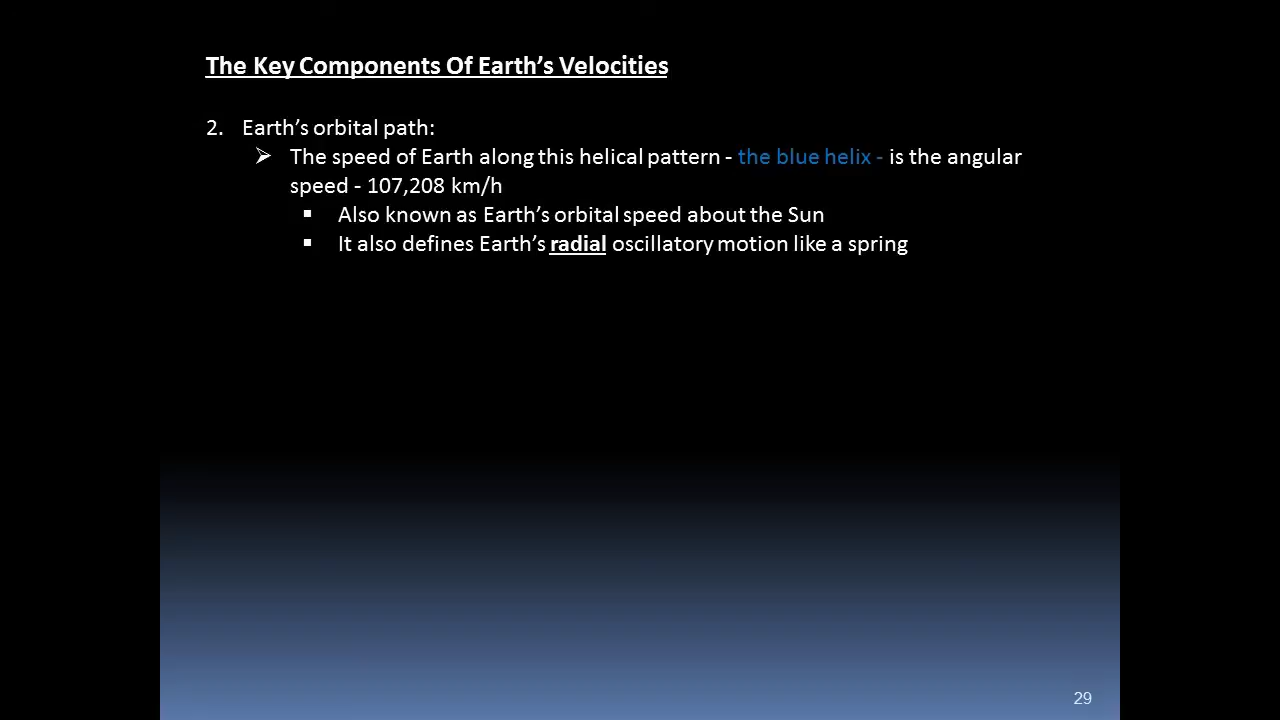 The Key Components Of Earth's Velocities
2. Earth's orbital path:
➢ The speed of Earth along this helical pattern - the blue helix - is the angular
speed - 107,208 km/h
▪ Also known as Earth's orbital speed about the Sun
▪ It also defines Earth's radial oscillatory motion like a spring
29